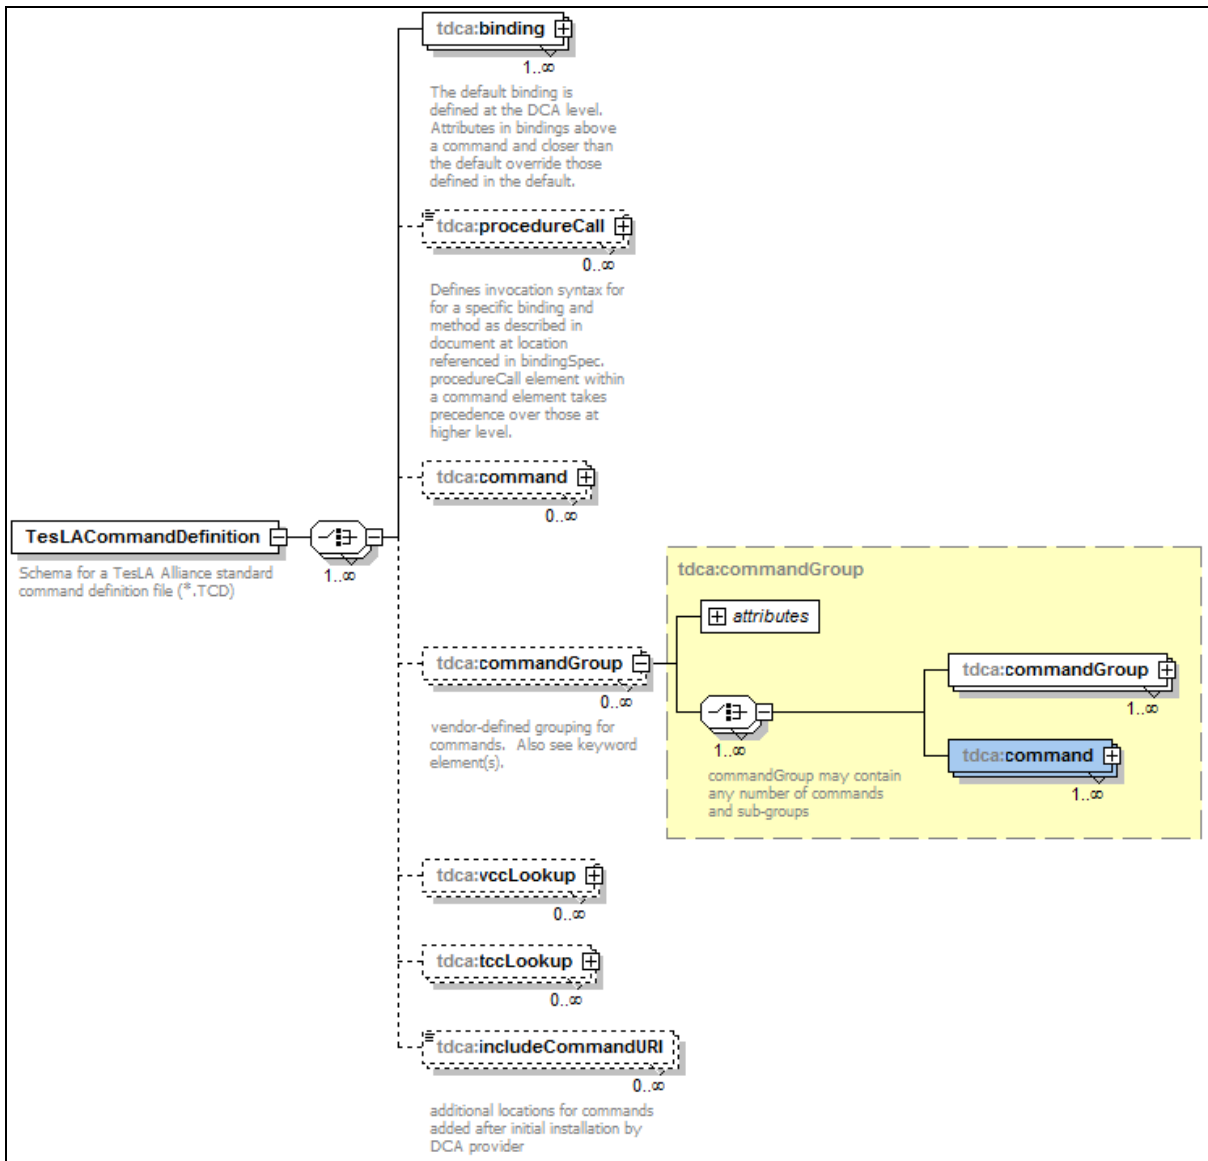 tdca:binding
1..∞
The default binding is
defined at the DCA level.
Attributes in bindings above
a command and closer than
the default override those
defined in the default.
tdca:procedureCall
0..∞
Defines invocation syntax for
for a specific binding and
method as described in
document at location
referenced in bindingSpec.
procedureCall element within
a command element takes
precedence over those at
higher level.
tdca:command
0..∞
TesLACommandDefinition
1..∞
Schema for a TesLA Alliance standard
command definition file (*.TCD)
tdca:commandGroup
0..∞
vendor-defined grouping for
commands.  Also see keyword
element(s).
tdca:commandGroup
attributes
1..∞
commandGroup may contain
any number of commands
and sub-groups
tdca:commandGroup
1..∞
tdca:command
1..∞
tdca:vccLookup
0..∞
tdca:tccLookup
0..∞
tdca:includeCommandURI
0..∞
additional locations for commands
added after initial installation by
DCA provider